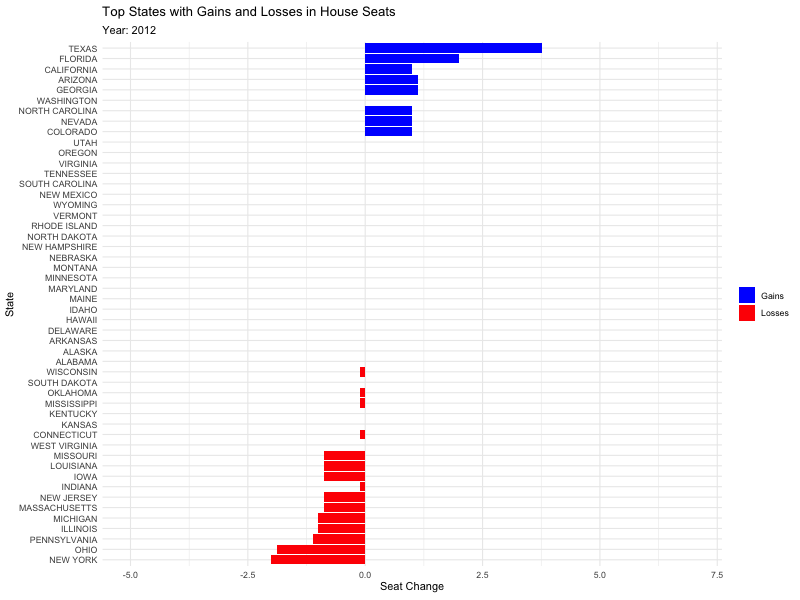 Top States with Gains and Losses in House Seats
Year: 2012
TEXAS
FLORIDA
CALIFORNIA
ARIZONA
GEORGIA
WASHINGTON
NORTH CAROLINA
NEVADA
COLORADO
UTAH
OREGON
VIRGINIA
TENNESSEE
SOUTH CAROLINA
NEW MEXICO
WYOMING
VERMONT
RHODE ISLAND
NORTH DAKOTA
NEW HAMPSHIRE
NEBRASKA
MONTANA
MINNESOTA
MARYLAND
MAINE
IDAHO
HAWAII
DELAWARE
ARKANSAS
ALASKA
ALABAMA
WISCONSIN
SOUTH DAKOTA
OKLAHOMA
MISSISSIPPI
KENTUCKY
KANSAS
CONNECTICUT
WEST VIRGINIA
MISSOURI
LOUISIANA
IOWA
INDIANA
NEW JERSEY
MASSACHUSETTS
MICHIGAN
ILLINOIS
PENNSYLVANIA
OHIO
NEW YORK
State
-5.0 -2.5 0.0 2.5 5.0 7.5
Seat Change
Gains
Losses